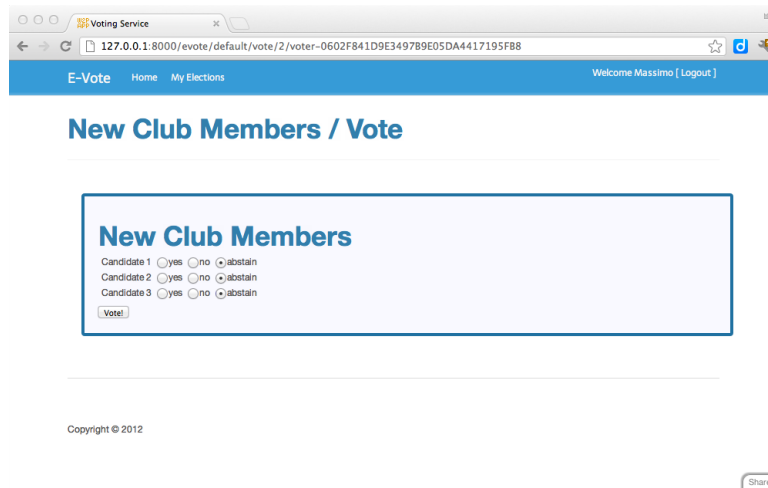 Voting Service
127.0.0.1:8000/evote/default/vote/2/voter-0602F841D9E3497B9E05DA4417195FB8
E-Vote Home My Elections Welcome Massimo [ Logout ]
New Club Members / Vote
New Club Members
Candidate 1 yes no abstain
Candidate 2 yes no abstain
Candidate 3 yes no abstain
Vote!
Copyright © 2012
Share